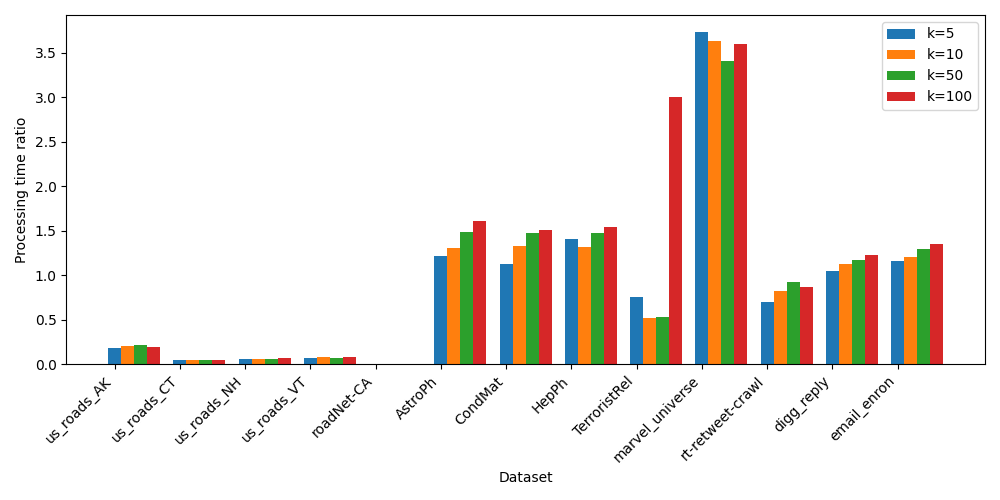 3.5
3.0
2.5
2.0
1.5
1.0
0.5
0.0
Processing time ratio
k=5
k=10
k=50
k=100
us_roads_AK
us_roads_CT
us_roads_NH
us_roads_VT
roadNet-CA
AstroPh
CondMat
HepPh
TerroristRel
marvel_universe
rt-retweet-crawl
digg_reply
email_enron
Dataset